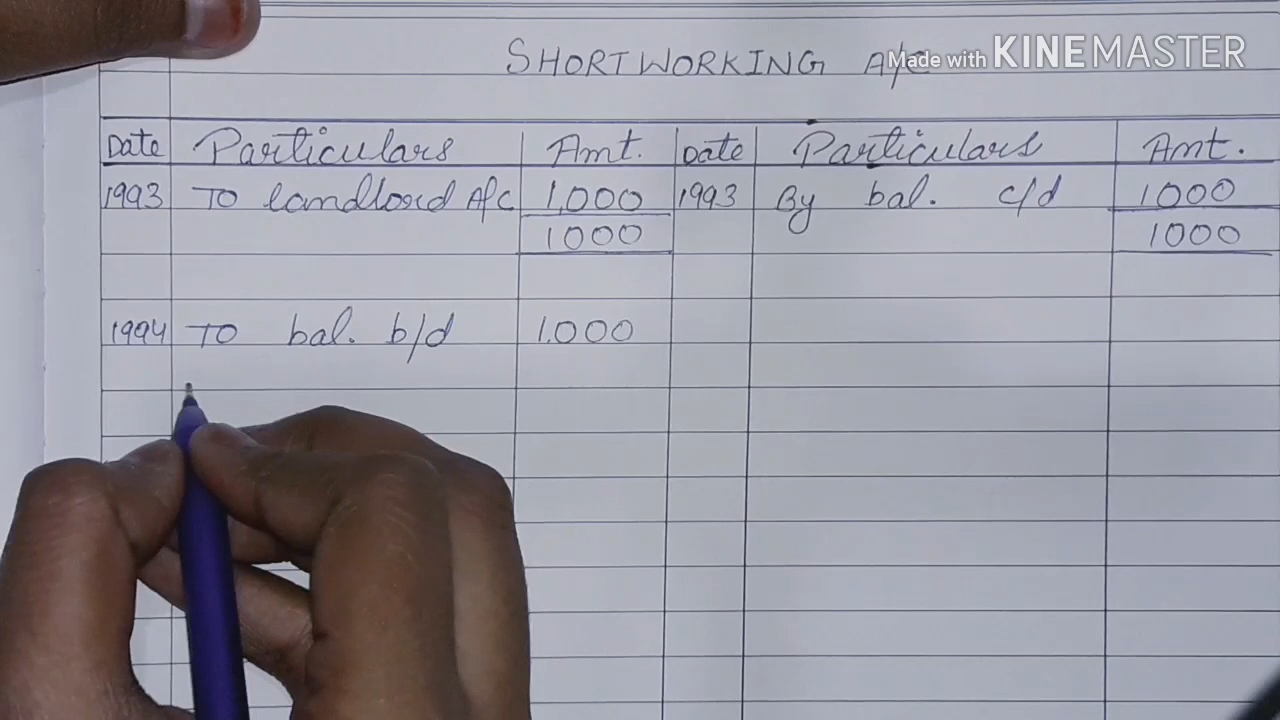 SHORTWORKING A/C
Made with KINEMASTER
Date Particulars Amt. Date Particulars Amt.
1993 To landlord A/C 1,000 1993 By bal. c/d 1000
1000 1000
1994 To bal. b/d 1,000